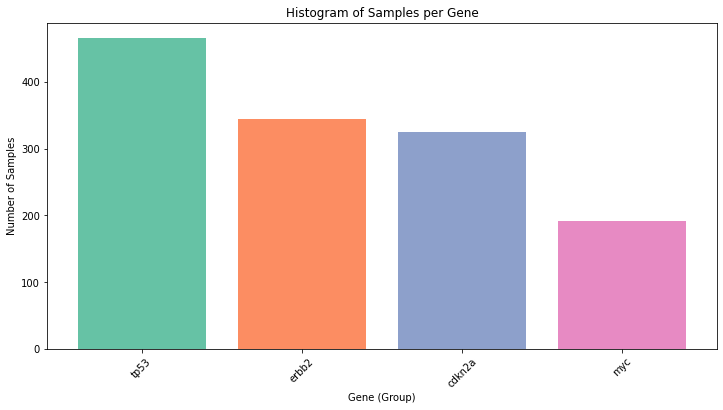 Histogram of Samples per Gene
Number of Samples
400
300
200
100
0
tp53
erbb2
cdkn2a
myc
Gene (Group)